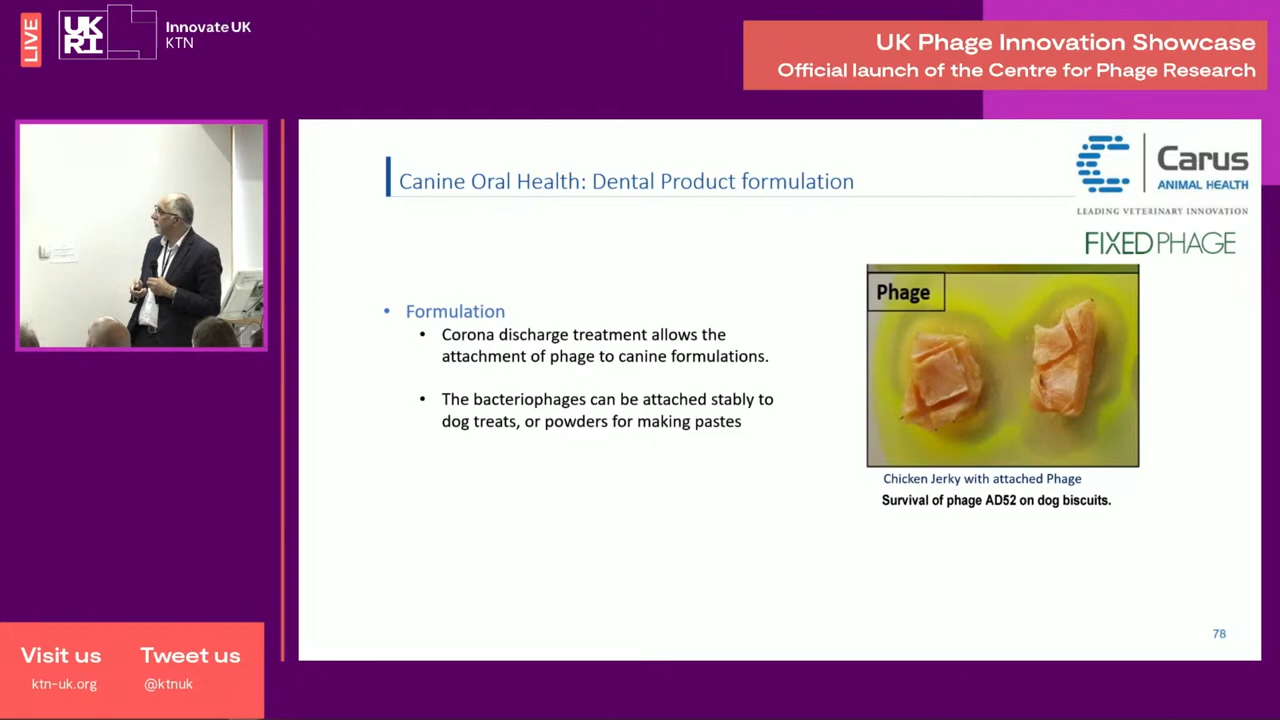 LIVE
UK
RI
Innovate UK
KTN
UK Phage Innovation Showcase
Official launch of the Centre for Phage Research
Canine Oral Health: Dental Product formulation
Carus
ANIMAL HEALTH
LEADING VETERINARY INNOVATION
FIXEDPHAGE
• Formulation
• Corona discharge treatment allows the
attachment of phage to canine formulations.
• The bacteriophages can be attached stably to
dog treats, or powders for making pastes
Phage
Chicken Jerky with attached Phage
Survival of phage AD52 on dog biscuits.
78
Visit us
ktn-uk.org
Tweet us
@ktnuk